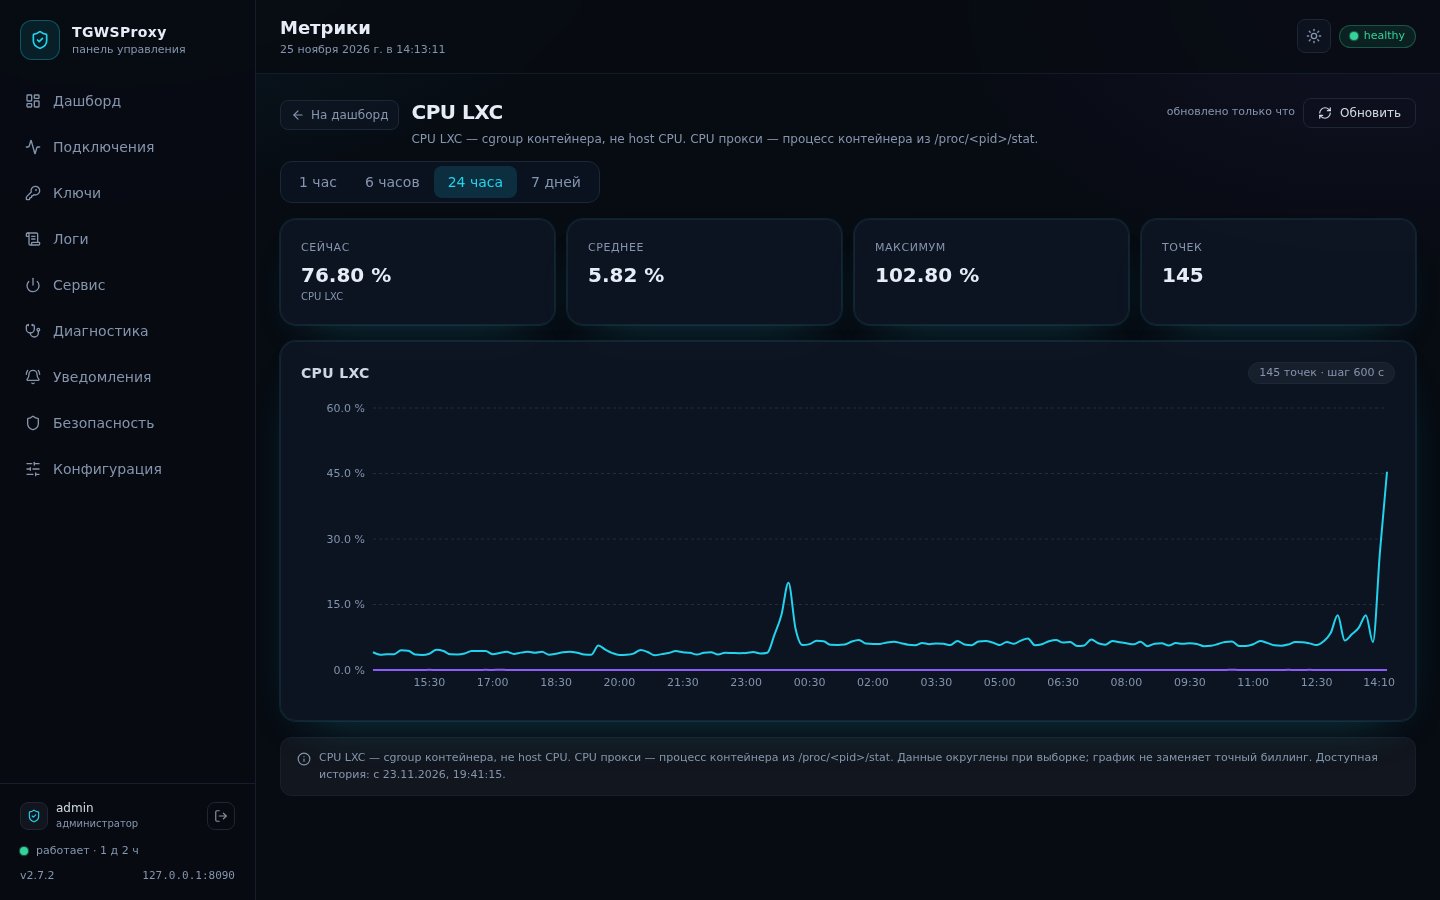 TGWSProxy
панель управления
Дашборд
Подключения
Ключи
Логи
Сервис
Диагностика
Уведомления
Безопасность
Конфигурация
admin
администратор
работает · 1 д 2 ч
v2.7.2 127.0.0.1:8090
Метрики
25 ноября 2026 г. в 14:13:11
healthy
На дашборд
CPU LXC
CPU LXC — cgroup контейнера, не host CPU. CPU прокси — процесс контейнера из /proc/<pid>/stat.
обновлено только что
Обновить
1 час 6 часов 24 часа 7 дней
СЕЙЧАС
76.80 %
CPU LXC
СРЕДНЕЕ
5.82 %
МАКСИМУМ
102.80 %
ТОЧЕК
145
CPU LXC
145 точек · шаг 600 с
60.0 %
45.0 %
30.0 %
15.0 %
0.0 %
15:30 17:00 18:30 20:00 21:30 23:00 00:30 02:00 03:30 05:00 06:30 08:00 09:30 11:00 12:30 14:10
CPU LXC — cgroup контейнера, не host CPU. CPU прокси — процесс контейнера из /proc/<pid>/stat. Данные округлены при выборке; график не заменяет точный биллинг. Доступная
история: с 23.11.2026, 19:41:15.